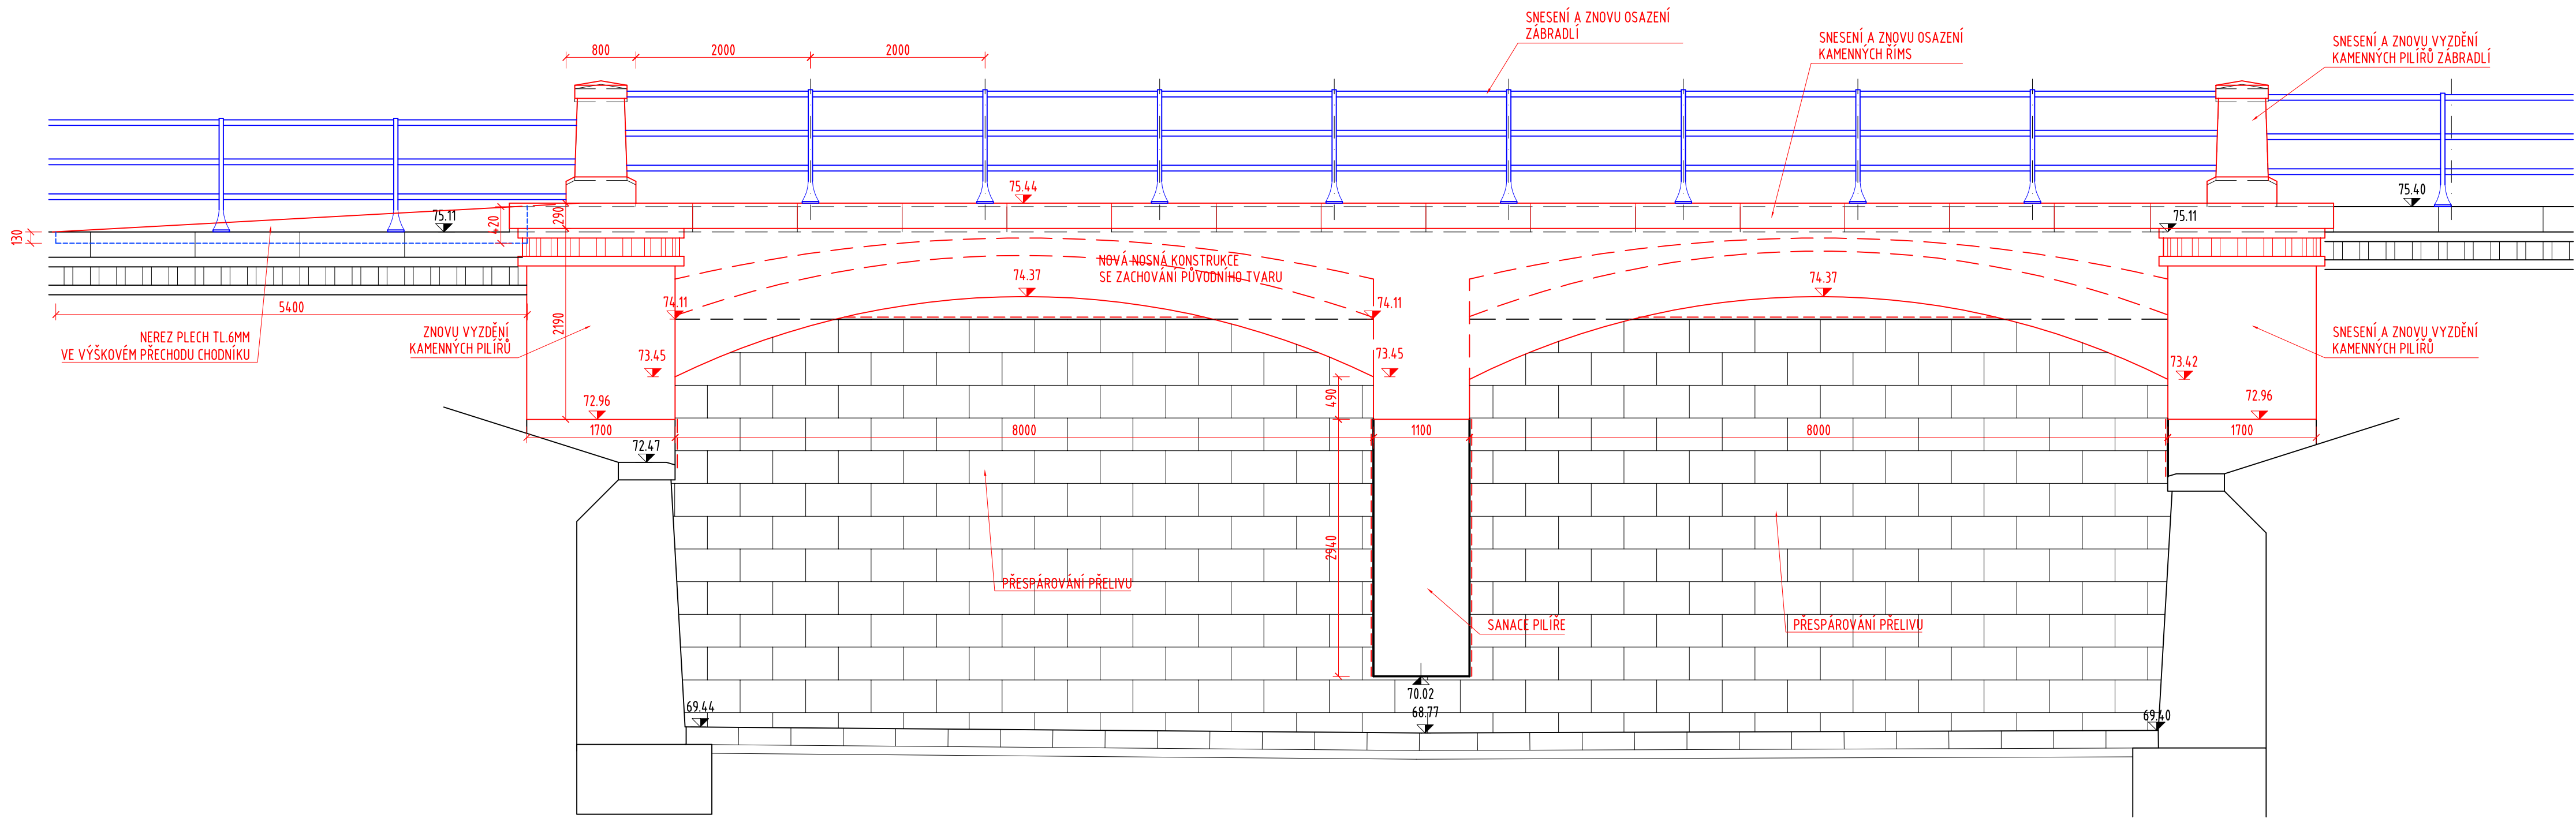 SNESENÍ A ZNOVU OSAZENÍ
ZÁBRADLÍ
SNESENÍ A ZNOVU OSAZENÍ
KAMENNÝCH ŘÍMS
SNESENÍ A ZNOVU VYZDĚNÍ
KAMENNÝCH PILÍŘŮ ZÁBRADLÍ
800
2000
2000
75.44
75.40
75.11
75.11
130
420
290
NOVÁ NOSNÁ KONSTRUKCE
SE ZACHOVÁNÍ PŮVODNÍHO TVARU
74.37
74.37
5400
74.11
74.11
2190
NEREZ PLECH TL.6MM
VE VÝŠKOVÉM PŘECHODU CHODNÍKU
ZNOVU VYZDĚNÍ
KAMENNÝCH PILÍŘŮ
SNESENÍ A ZNOVU VYZDĚNÍ
KAMENNÝCH PILÍŘŮ
73.45
73.45
73.42
490
72.96
72.96
1700
8000
1100
8000
1700
72.47
2940
PŘESPÁROVÁNÍ PŘELIVU
SANACE PILÍŘE
PŘESPÁROVÁNÍ PŘELIVU
70.02
69.44
68.77
69.40